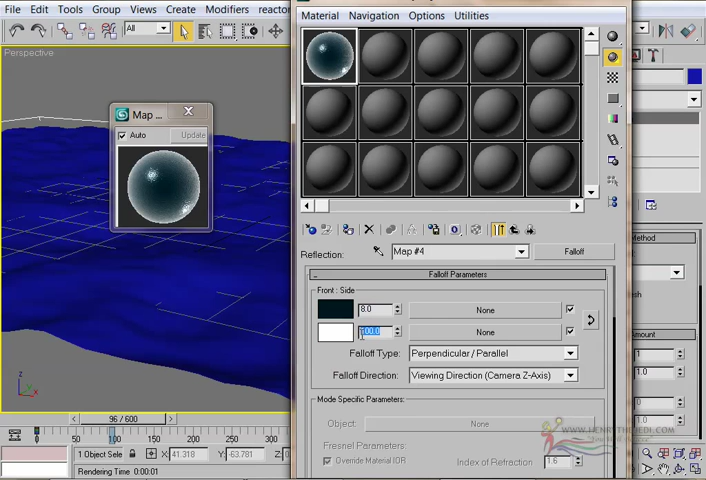 File Edit Tools Group Views Create Modifiers reactor
All
Perspective
Map ...
Auto Update
Material Navigation Options Utilities
Reflection: Map #4 Falloff
Falloff Parameters
Front : Side
8.0 None
100.0 None
Falloff Type: Perpendicular / Parallel
Falloff Direction: Viewing Direction (Camera Z-Axis)
Mode Specific Parameters:
Object: None
Fresnel Parameters:
Override Material IOR Index of Refraction 1.6
Method
Amount
1
1.0
1.0
z
x
96 / 600
0 50 100 150 200 250 300
1 Object Sele X: 41.318 Y: -63.781 Z:
Rendering Time 0:00:01
WWW.HENRYTHEJEDI.COM